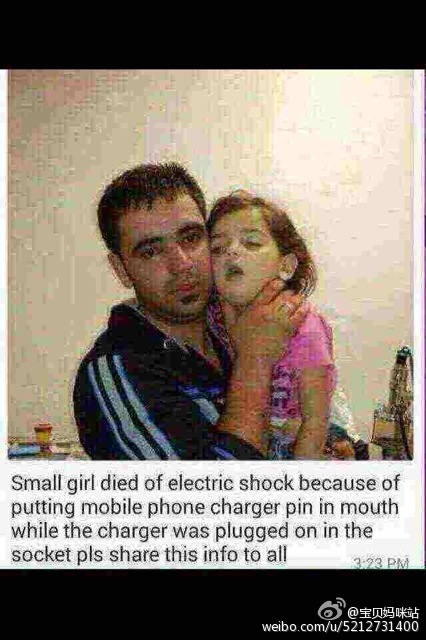 Small girl died of electric shock because of
putting mobile phone charger pin in mouth
while the charger was plugged on in the
socket pls share this info to all
3:23 PM
@宝贝妈咪站
weibo.com/u/5212731400